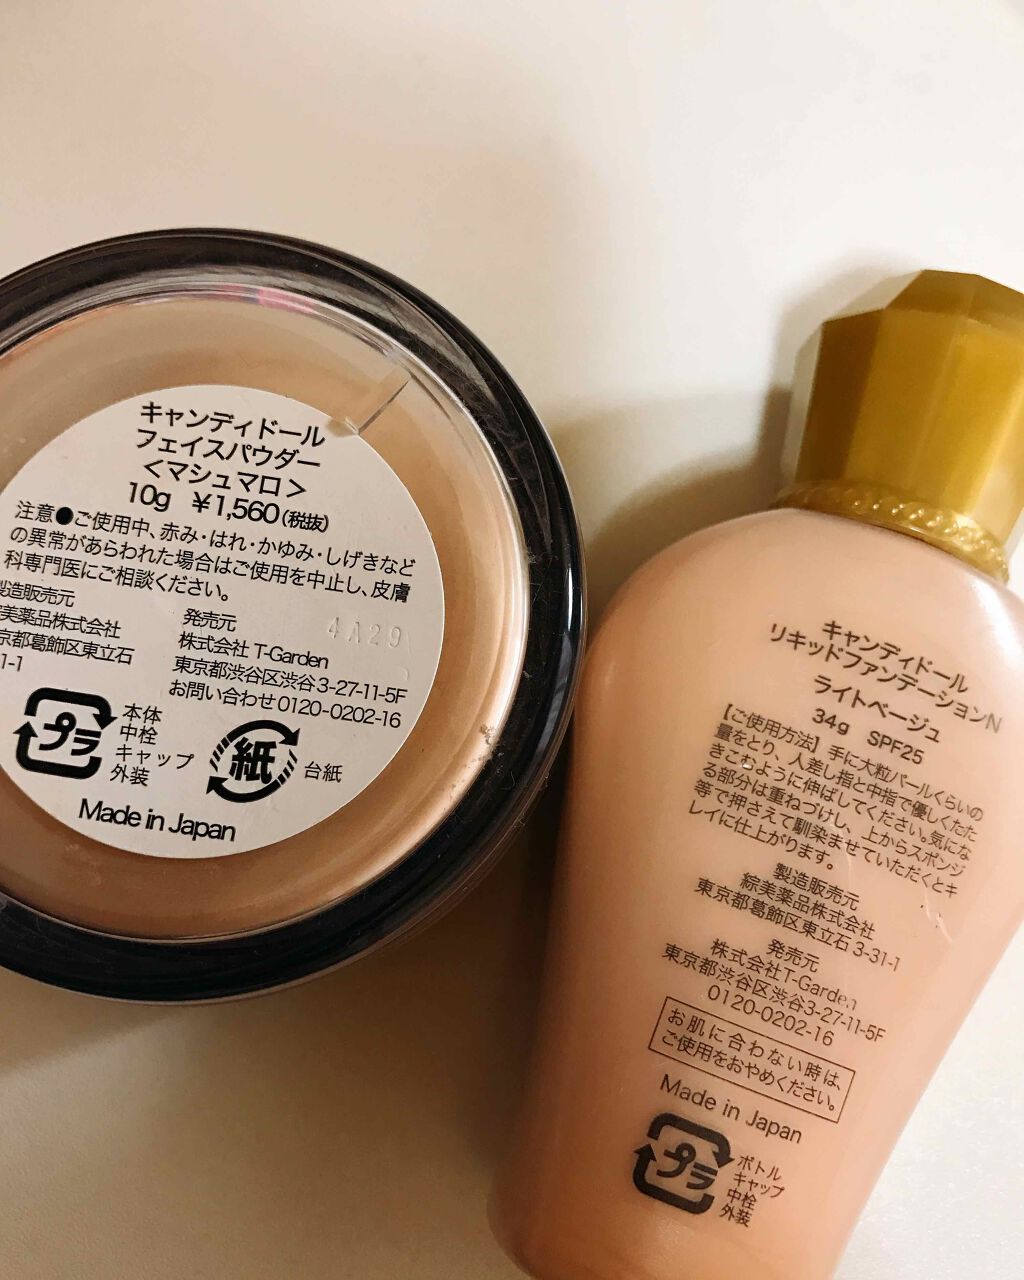 キャンディドール
フェイスパウダー
＜マシュマロ＞
10g ¥1,560(税抜)
注意●ご使用中、赤み・はれ・かゆみ・しげきなど
の異常があらわれた場合はご使用を中止し、皮膚
科専門医にご相談ください。
製造販売元
美薬品株式会社
京都葛飾区東立石
1-1
発売元
株式会社 T-Garden
東京都渋谷区渋谷3-27-11-5F
お問い合わせ 0120-0202-16
4A29
プラ
本体
中栓
キャップ
外装
紙
台紙
Made in Japan
キャンディドール
リキッドファンデーションN
ライトベージュ
34g SPF25
【ご使用方法】手に大粒パールくらいの
量をとり、人差し指と中指で優しくたた
きこむように伸ばしてください。気にな
る部分は重ねづけし、上からスポンジ
等で押さえて馴染ませていただくとキ
レイに仕上がります。
製造販売元
綜美薬品株式会社
東京都葛飾区東立石 3-31-1
発売元
株式会社T-Garden
東京都渋谷区渋谷3-27-11-5F
0120-0202-16
お肌に合わない時は、
ご使用をおやめください。
Made in Japan
プラ
ボトル
キャップ
中栓
外装